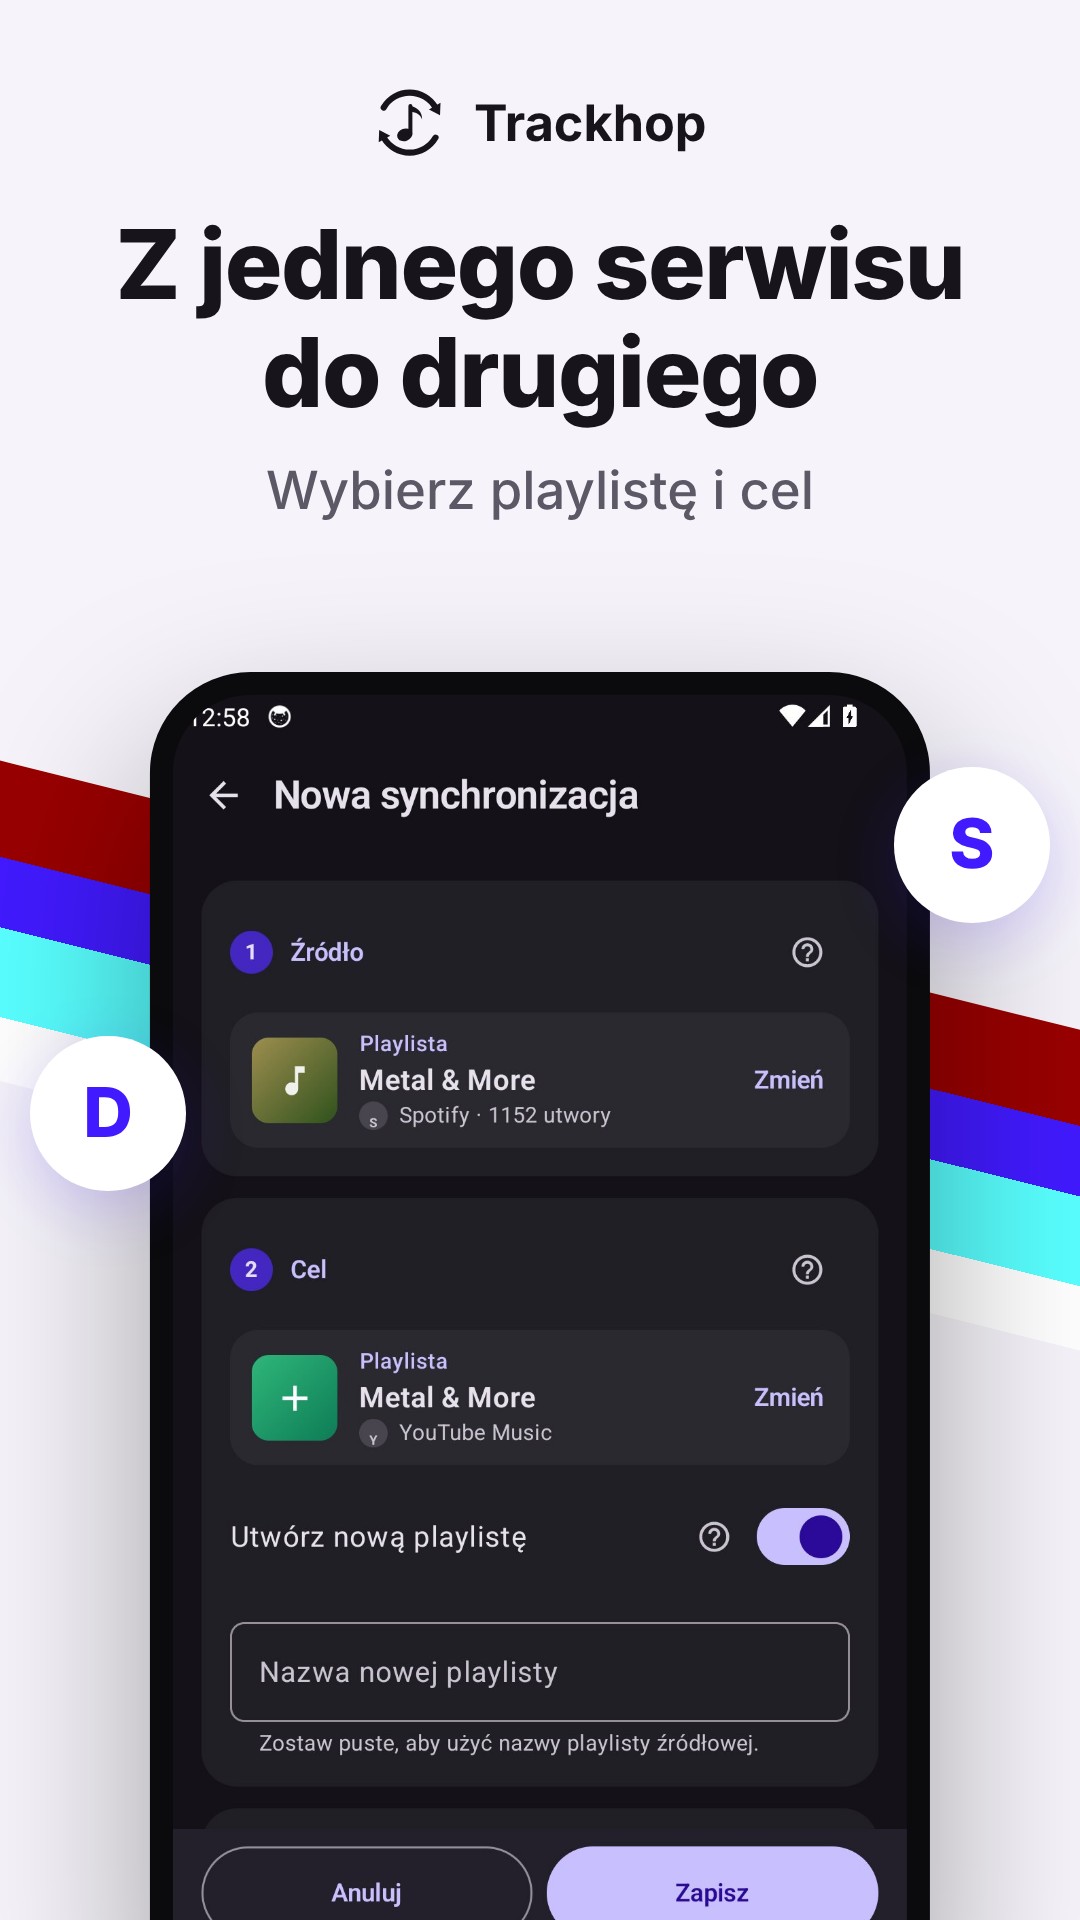 Trackhop
Z jednego serwisu
do drugiego
Wybierz playlistę i cel
12:58
Nowa synchronizacja
S
1 Źródło
Playlista
Metal & More
Zmień
S Spotify · 1152 utwory
D
2 Cel
Playlista
Metal & More
Zmień
Y YouTube Music
Utwórz nową playlistę
Nazwa nowej playlisty
Zostaw puste, aby użyć nazwy playlisty źródłowej.
Anuluj Zapisz